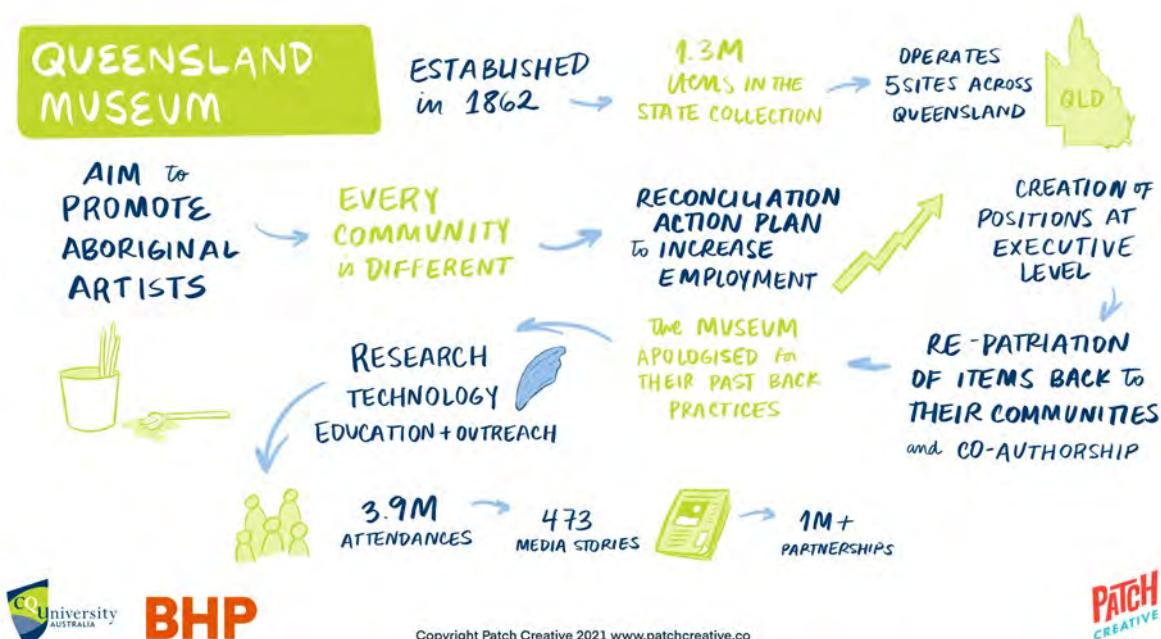 QUEENSLAND
MUSEUM
ESTABLISHED
in 1862
1.3M
ITEMS IN THE
STATE COLLECTION
OPERATES
5 SITES ACROSS
QUEENSLAND
QLD
AIM to
PROMOTE
ABORIGINAL
ARTISTS
EVERY
COMMUNITY
is DIFFERENT
RECONCILIATION
ACTION PLAN
to INCREASE
EMPLOYMENT
CREATION of
POSITIONS AT
EXECUTIVE
LEVEL
RE-PATRIATION
OF ITEMS BACK to
THEIR COMMUNITIES
and CO-AUTHORSHIP
the MUSEUM
APOLOGISED for
THEIR PAST BACK
PRACTICES
RESEARCH
TECHNOLOGY
EDUCATION + OUTREACH
3.9M
ATTENDANCES
473
MEDIA STORIES
1M+
PARTNERSHIPS
CQUniversity
AUSTRALIA
BHP
Copyright Patch Creative 2021 www.patchcreative.co
PATCH
CREATIVE